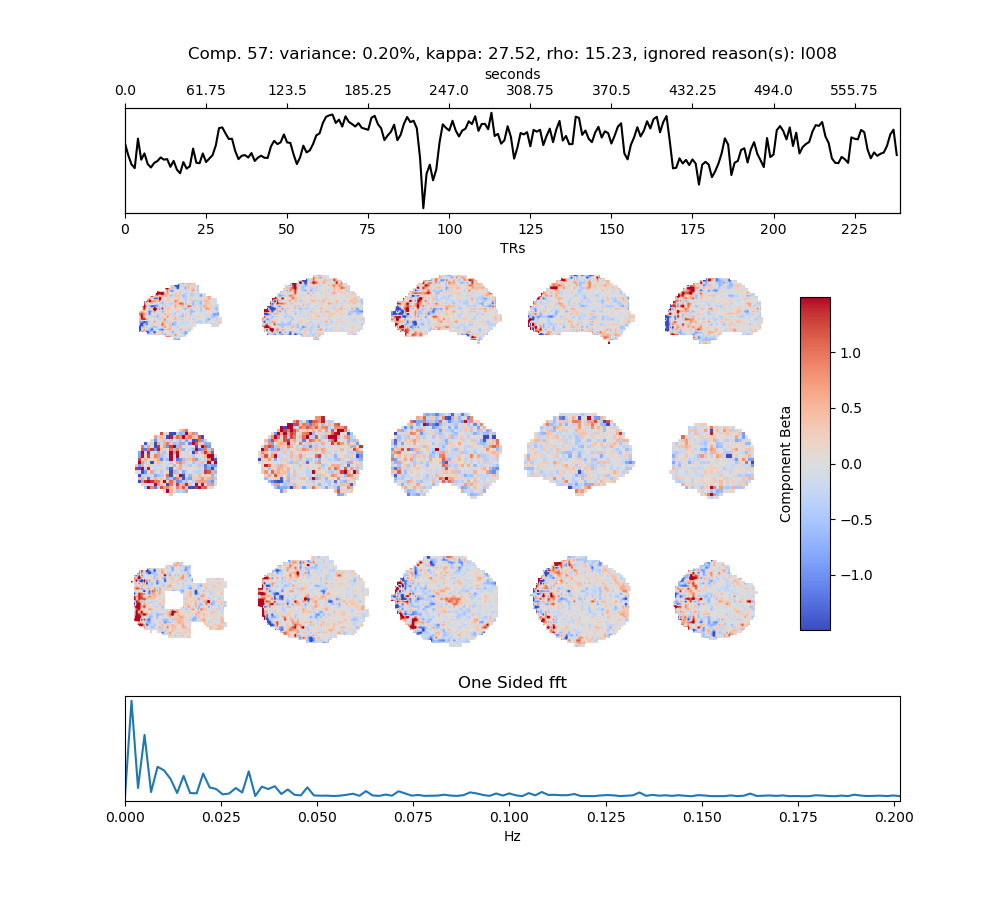 Comp. 57: variance: 0.20%, kappa: 27.52, rho: 15.23, ignored reason(s): I008
seconds
0.0 61.75 123.5 185.25 247.0 308.75 370.5 432.25 494.0 555.75
0 25 50 75 100 125 150 175 200 225
TRs
1.0
0.5
0.0
−0.5
−1.0
Component Beta
One Sided fft
0.000 0.025 0.050 0.075 0.100 0.125 0.150 0.175 0.200
Hz